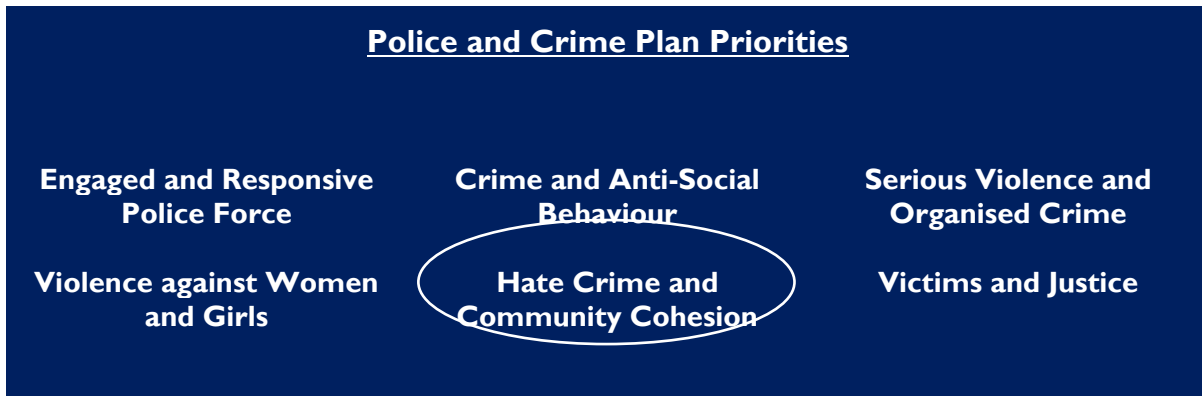 Police and Crime Plan Priorities
Engaged and Responsive
Police Force
Crime and Anti-Social
Behaviour
Serious Violence and
Organised Crime
Violence against Women
and Girls
Hate Crime and
Community Cohesion
Victims and Justice